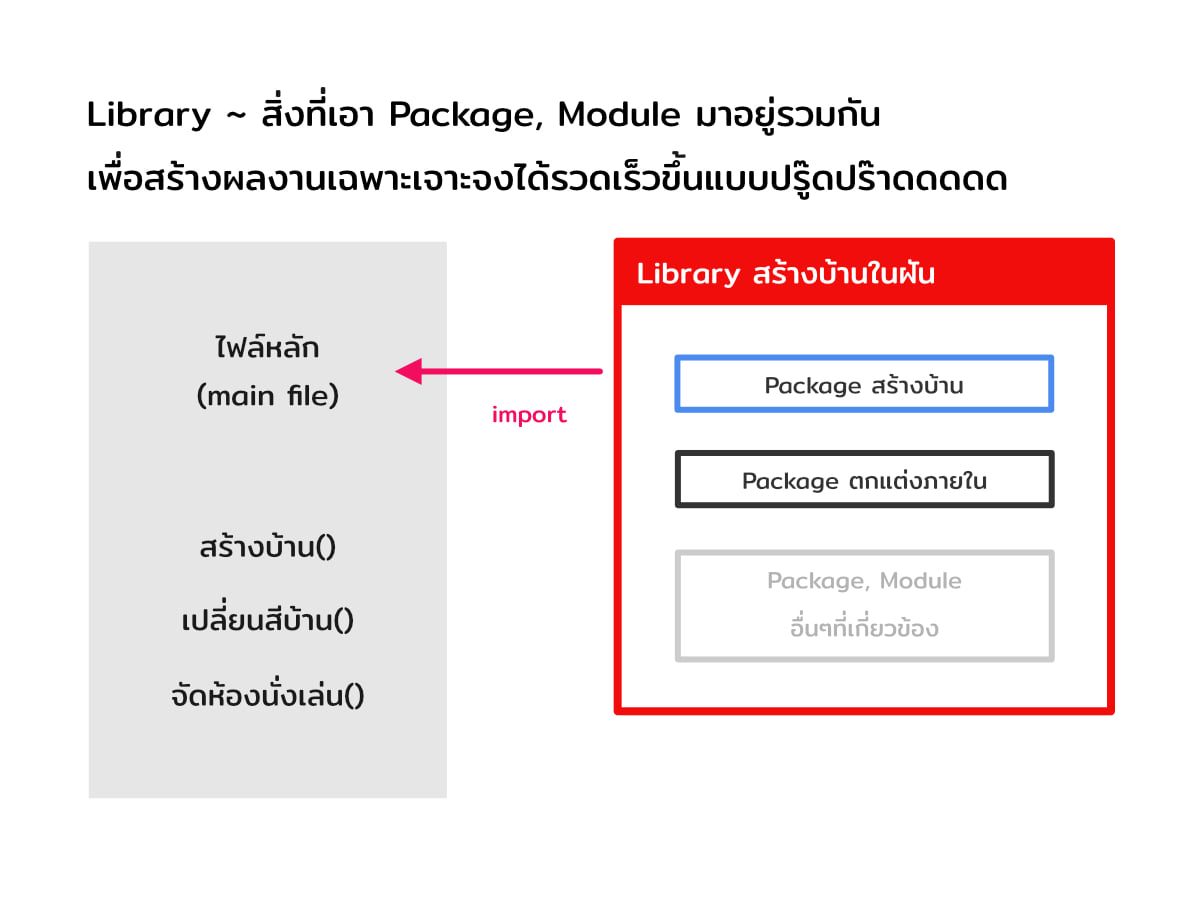 Library ~ สิ่งที่เอา Package, Module มาอยู่รวมกัน
เพื่อสร้างผลงานเฉพาะเจาะจงได้รวดเร็วขึ้นแบบปรู๊ดปร๊าดดดดด
ไฟล์หลัก
(main file)
สร้างบ้าน()
เปลี่ยนสีบ้าน()
จัดห้องนั่งเล่น()
import
Library สร้างบ้านในฝัน
Package สร้างบ้าน
Package ตกแต่งภายใน
Package, Module
อื่นๆที่เกี่ยวข้อง